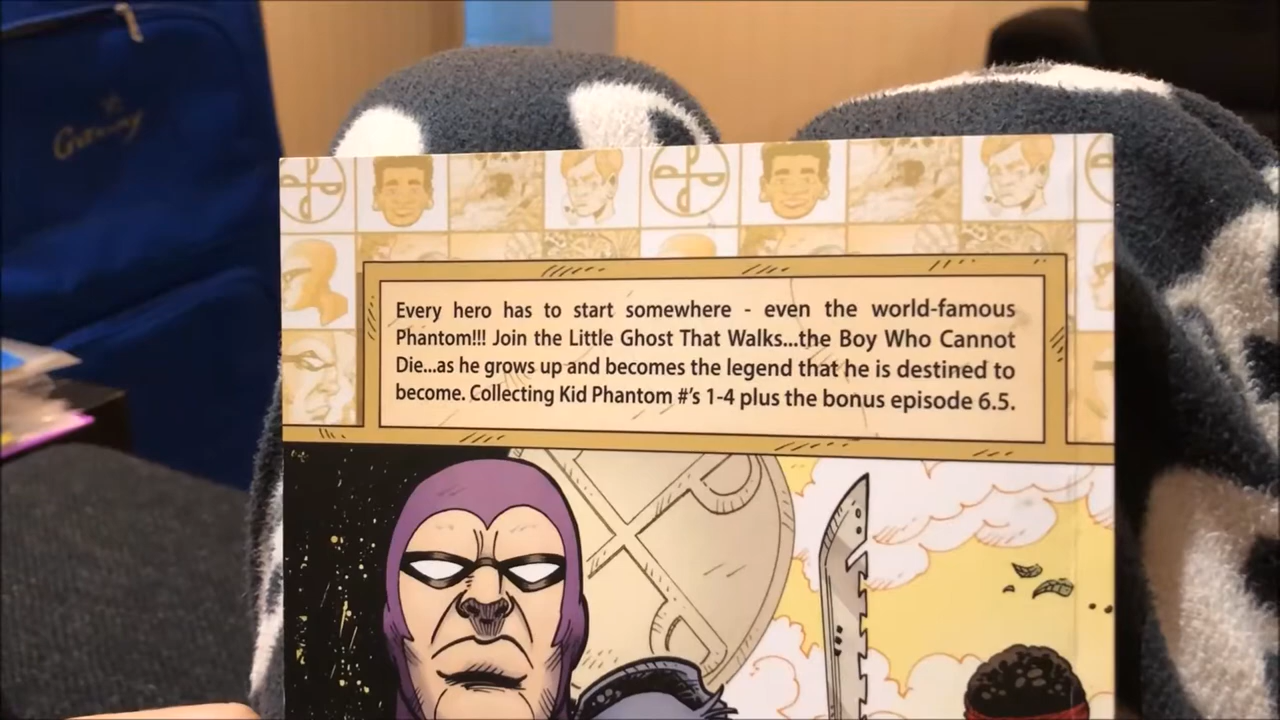 Every hero has to start somewhere - even the world-famous
Phantom!!! Join the Little Ghost That Walks...the Boy Who Cannot
Die...as he grows up and becomes the legend that he is destined to
become. Collecting Kid Phantom #'s 1-4 plus the bonus episode 6.5.